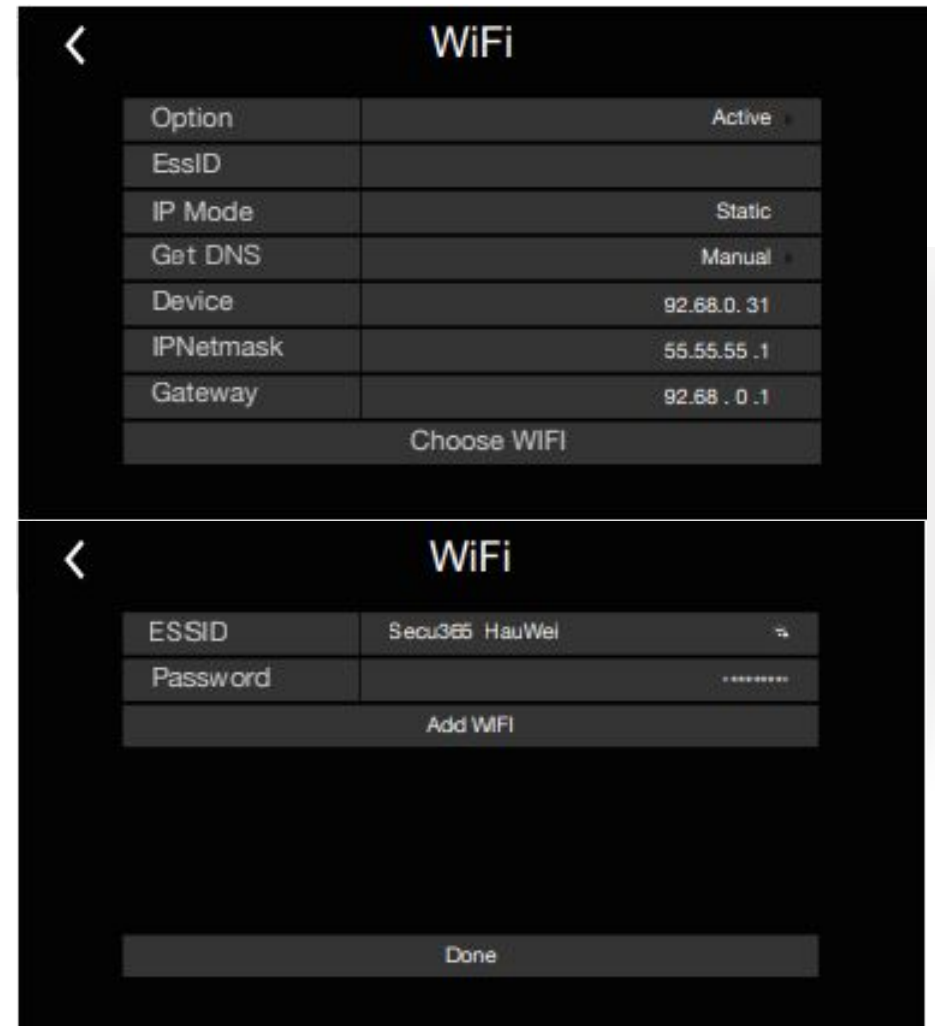 WiFi
Option Active
EssID
IP Mode Static
Get DNS Manual
Device 92.68.0. 31
IPNetmask 55.55.55 .1
Gateway 92.68 . 0 .1
Choose WIFI
WiFi
ESSID Secu365 HauWei
Password
Add WIFI
Done